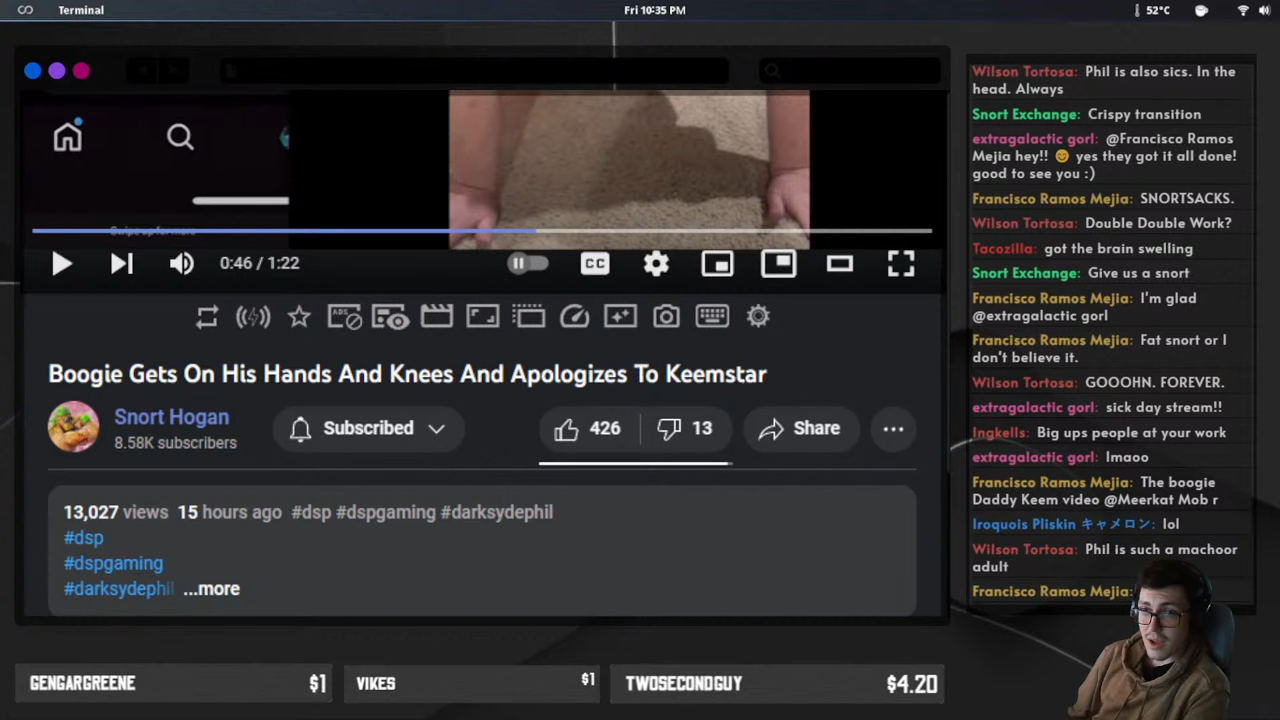 Terminal
Fri 10:35 PM
52°C
0:46 / 1:22
CC
ADS
Boogie Gets On His Hands And Knees And Apologizes To Keemstar
Snort Hogan
8.58K subscribers
Subscribed
426
13
Share
13,027 views 15 hours ago #dsp #dspgaming #darksydephil
#dsp
#dspgaming
#darksydephil ...more
Wilson Tortosa: Phil is also sics. In the
head. Always
Snort Exchange: Crispy transition
extragalactic gorl: @Francisco Ramos
Mejia hey!! 😊 yes they got it all done!
good to see you :)
Francisco Ramos Mejia: SNORTSACKS.
Wilson Tortosa: Double Double Work?
Tacozilla: got the brain swelling
Snort Exchange: Give us a snort
Francisco Ramos Mejia: I'm glad
@extragalactic gorl
Francisco Ramos Mejia: Fat snort or I
don't believe it.
Wilson Tortosa: GOOOHN. FOREVER.
extragalactic gorl: sick day stream!!
Ingkells: Big ups people at your work
extragalactic gorl: lmaoo
Francisco Ramos Mejia: The boogie
Daddy Keem video @Meerkat Mob r
Iroquois Pliskin キャメロン: lol
Wilson Tortosa: Phil is such a machoor
adult
Francisco Ramos Mejia:
GENGARGREENE $1
VIKES $1
TWOSECONDGUY $4.20